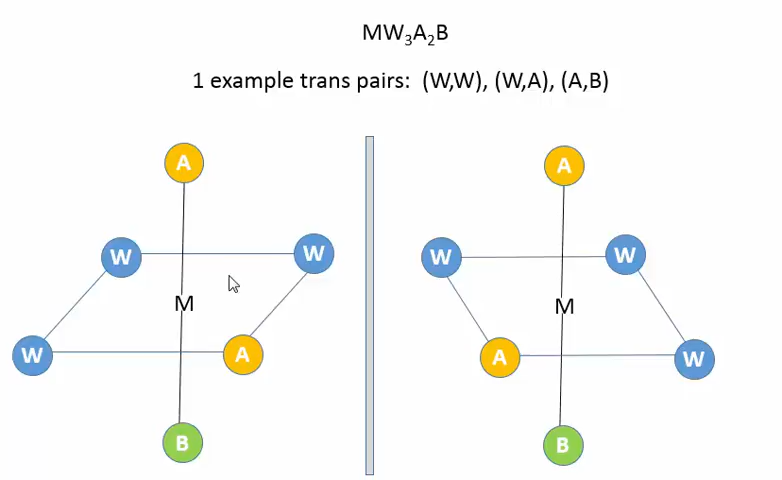 MW₃A₂B
1 example trans pairs: (W,W), (W,A), (A,B)
A A
W W W W
M M
W A A W
B B